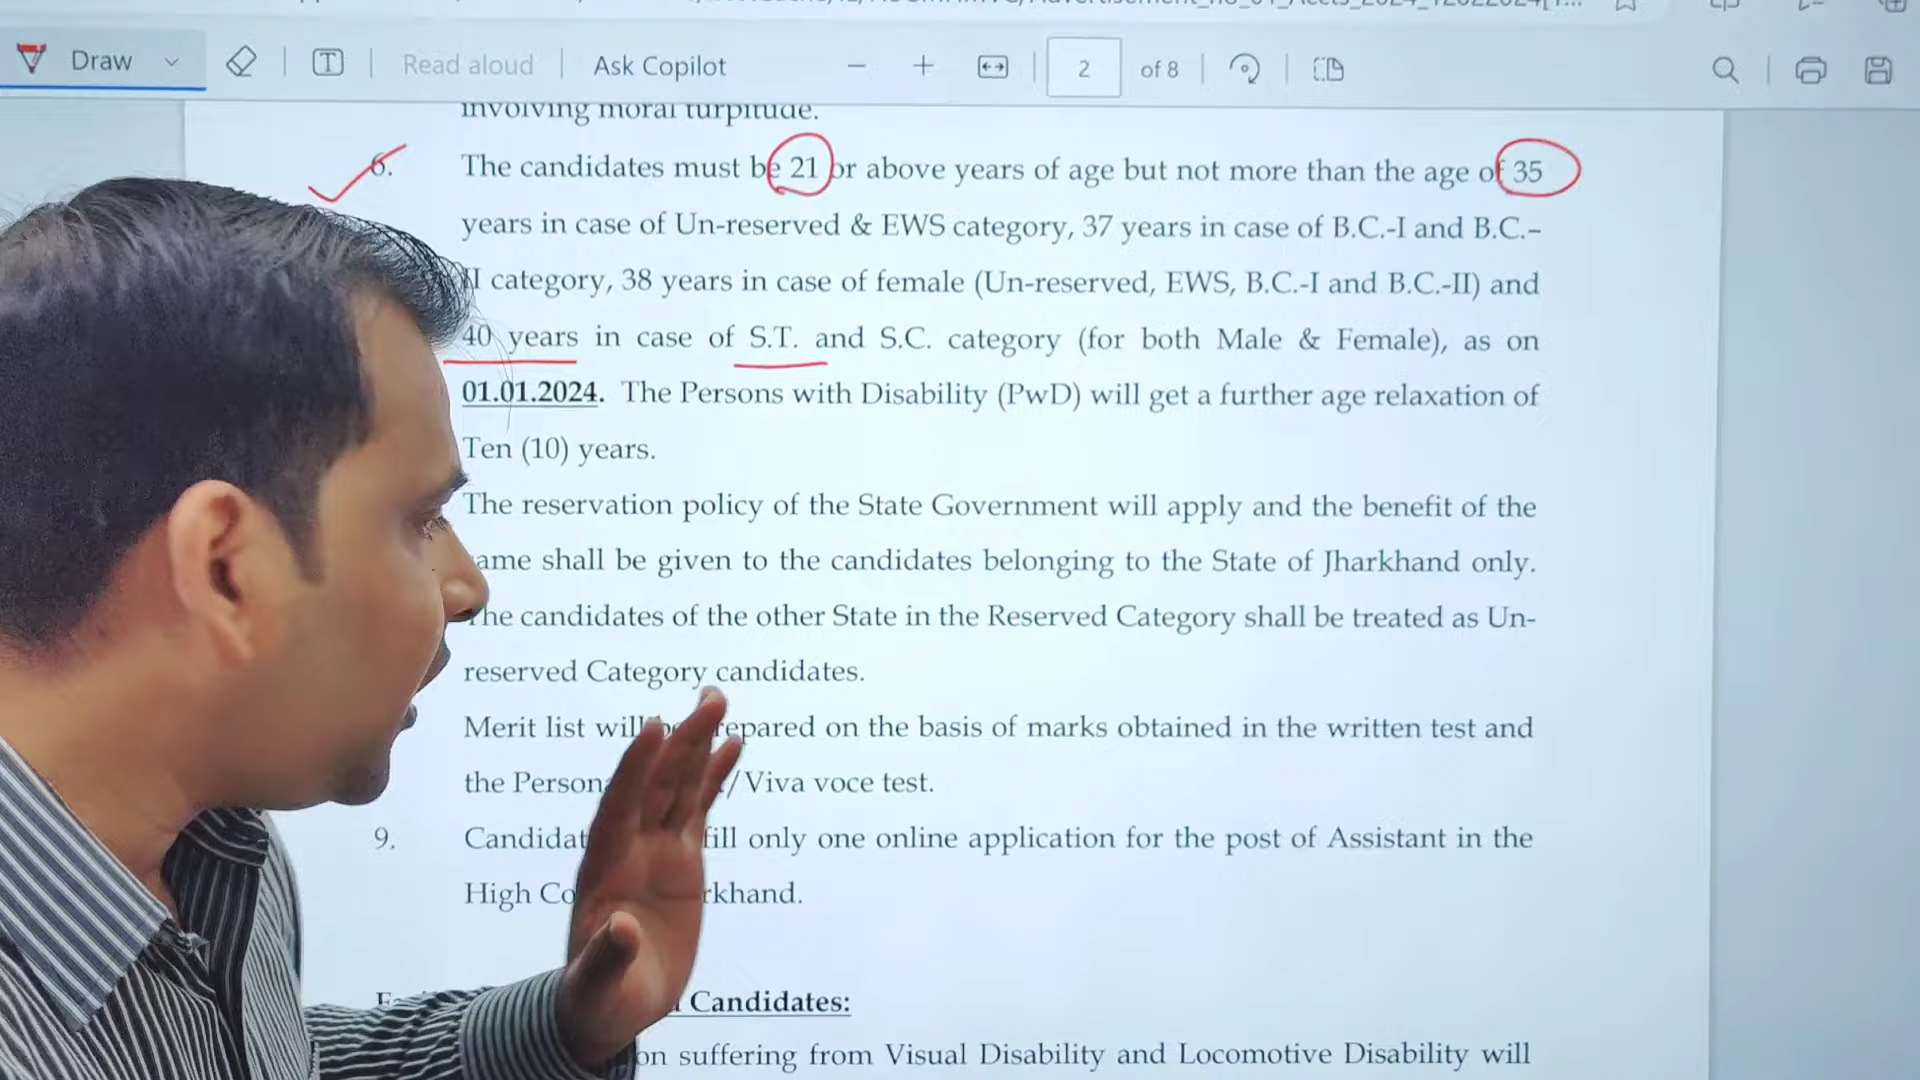 Draw
Read aloud
Ask Copilot
2
of 8
involving moral turpitude.
6. The candidates must be 21 or above years of age but not more than the age of 35
years in case of Un-reserved & EWS category, 37 years in case of B.C.-I and B.C.–
II category, 38 years in case of female (Un-reserved, EWS, B.C.-I and B.C.-II) and
40 years in case of S.T. and S.C. category (for both Male & Female), as on
01.01.2024. The Persons with Disability (PwD) will get a further age relaxation of
Ten (10) years.
The reservation policy of the State Government will apply and the benefit of the
ame shall be given to the candidates belonging to the State of Jharkhand only.
The candidates of the other State in the Reserved Category shall be treated as Un-
reserved Category candidates.
Merit list will be prepared on the basis of marks obtained in the written test and
the Person /Viva voce test.
9. Candidat fill only one online application for the post of Assistant in the
High Co rkhand.
Candidates:
on suffering from Visual Disability and Locomotive Disability will